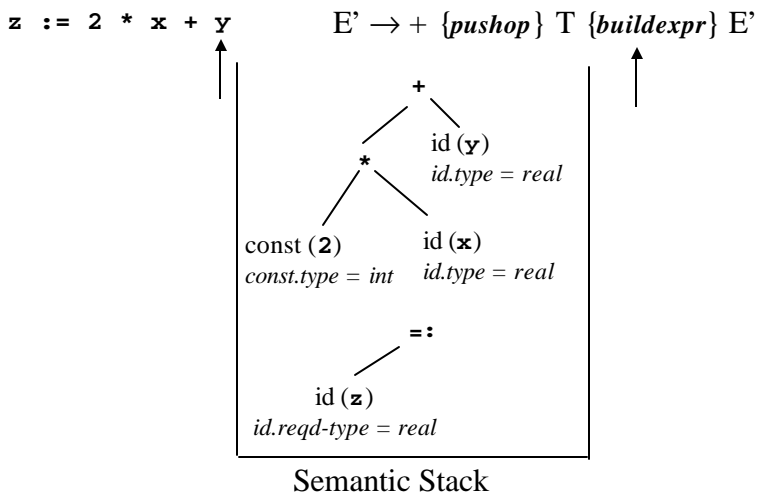 z := 2 * x + y
E’ → + {pushop} T {buildexpr} E’
+
id (y)
id.type = real
*
const (2)
const.type = int
id (x)
id.type = real
=:
id (z)
id.reqd-type = real
Semantic Stack